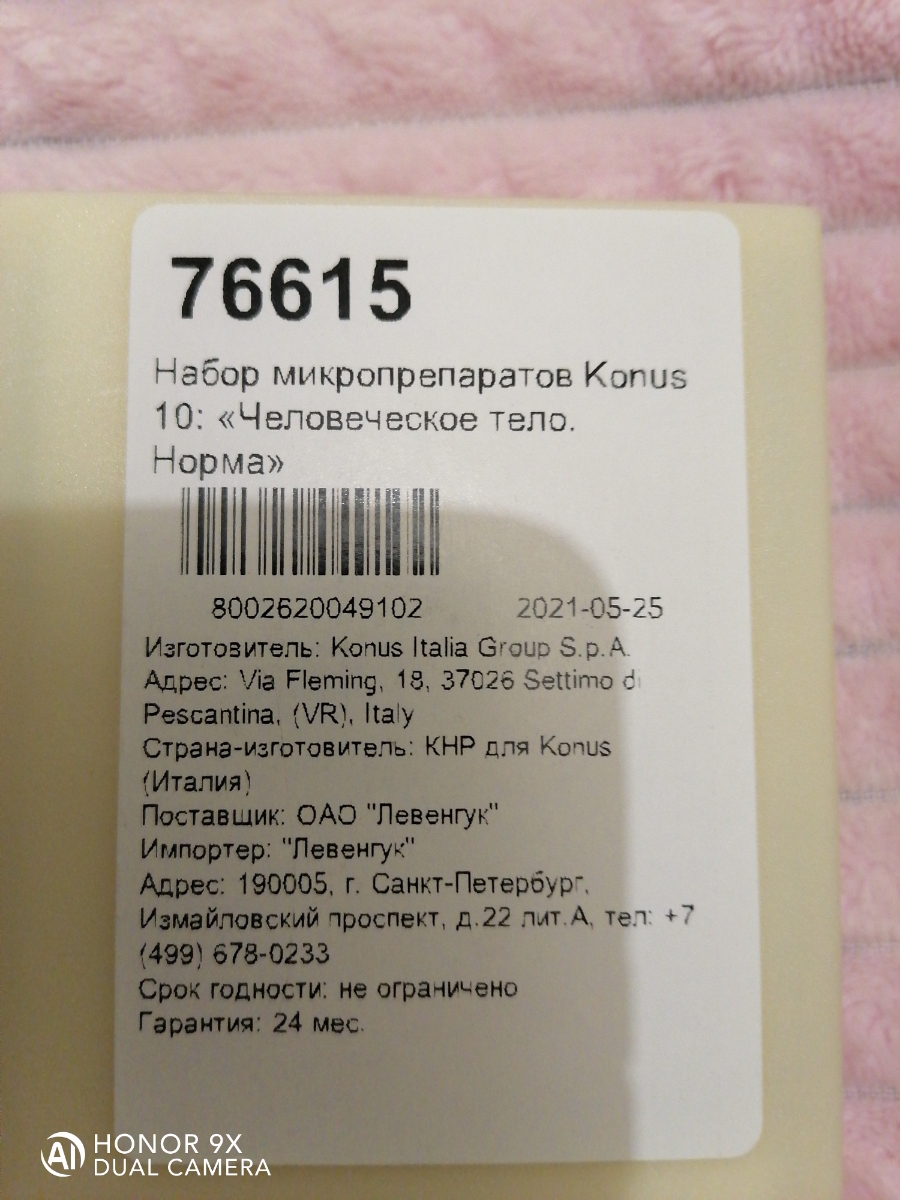 76615
Набор микропрепаратов Konus
10: «Человеческое тело.
Норма»
8002620049102 2021-05-25
Изготовитель: Konus Italia Group S.p.A.
Адрес: Via Fleming, 18, 37026 Settimo di
Pescantina, (VR), Italy
Страна-изготовитель: КНР для Konus
(Италия)
Поставщик: ОАО "Левенгук"
Импортер: "Левенгук"
Адрес: 190005, г. Санкт-Петербург,
Измайловский проспект, д.22 лит.А, тел: +7
(499) 678-0233
Срок годности: не ограничено
Гарантия: 24 мес.
HONOR 9X
DUAL CAMERA